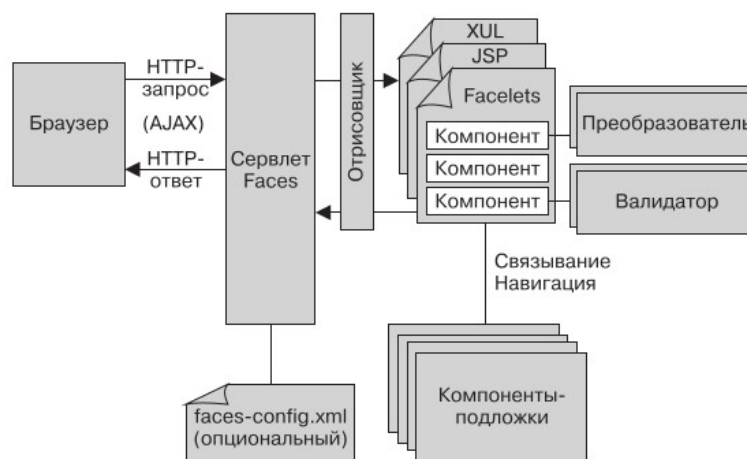 Браузер
HTTP-
запрос
(AJAX)
HTTP-
ответ
Сервлет
Faces
Отрисовщик
XUL
JSP
Facelets
Компонент
Компонент
Компонент
Преобразователь
Валидатор
Связывание
Навигация
faces-config.xml
(опциональный)
Компоненты-
подложки